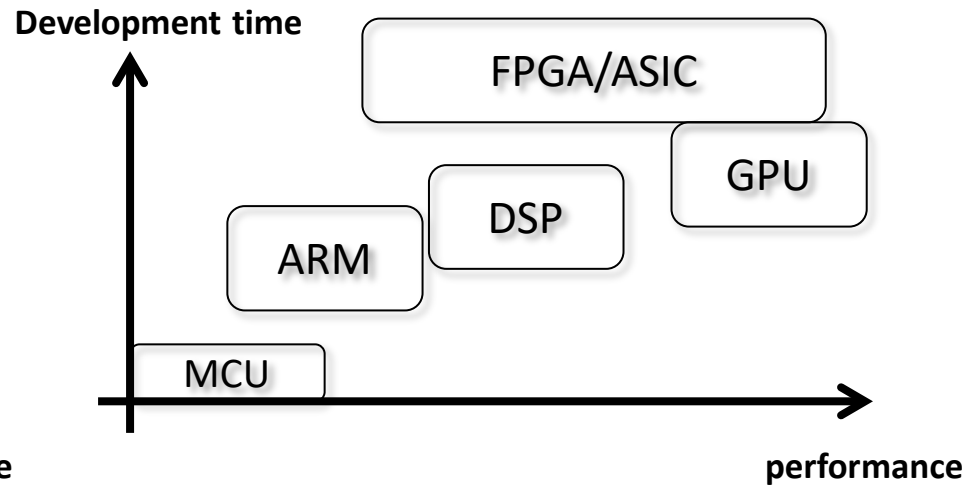 Development time
FPGA/ASIC
GPU
DSP
ARM
MCU
e
performance